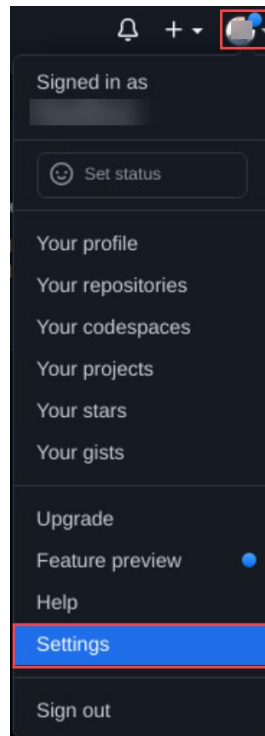 Signed in as
Set status
Your profile
Your repositories
Your codespaces
Your projects
Your stars
Your gists
Upgrade
Feature preview
Help
Settings
Sign out